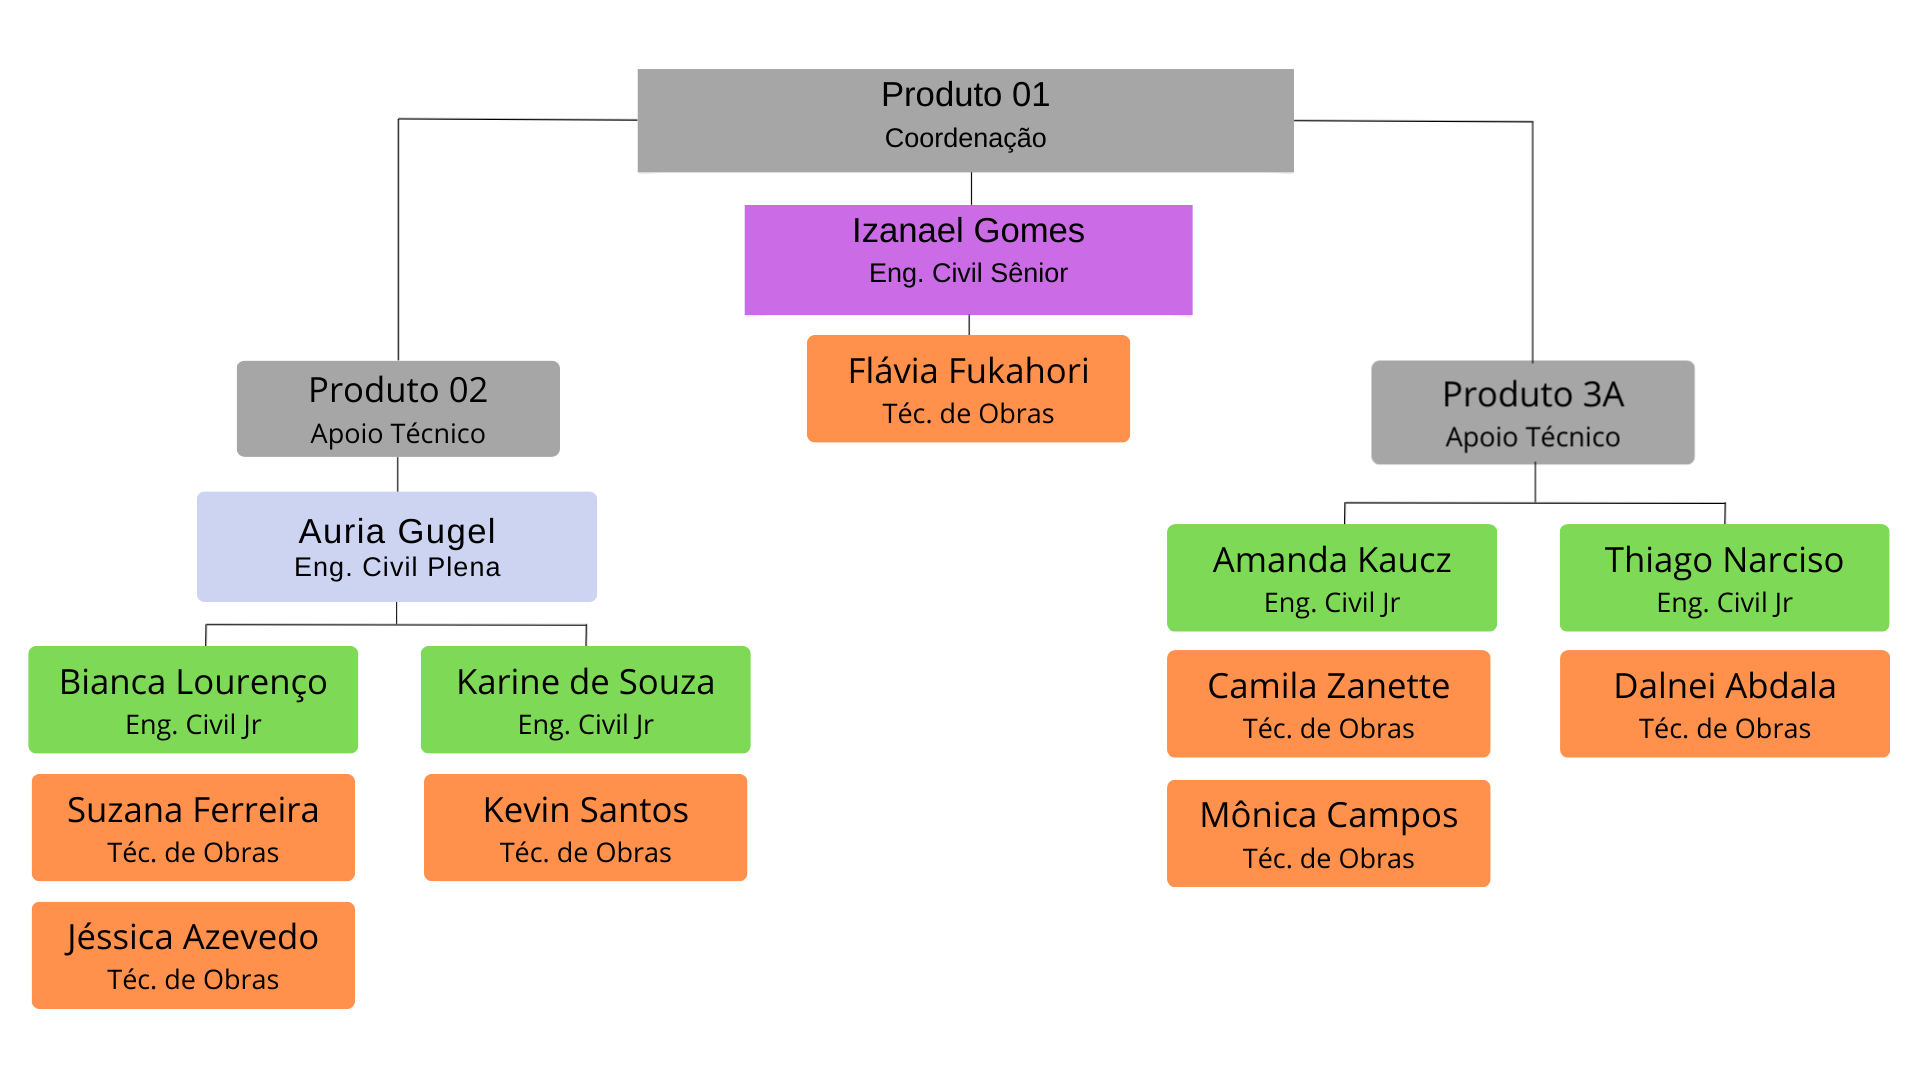 Produto 01
Coordenação
Izanael Gomes
Eng. Civil Sênior
Flávia Fukahori
Téc. de Obras
Produto 02
Apoio Técnico
Auria Gugel
Eng. Civil Plena
Bianca Lourenço
Eng. Civil Jr
Suzana Ferreira
Téc. de Obras
Jéssica Azevedo
Téc. de Obras
Karine de Souza
Eng. Civil Jr
Kevin Santos
Téc. de Obras
Produto 3A
Apoio Técnico
Amanda Kaucz
Eng. Civil Jr
Camila Zanette
Téc. de Obras
Mônica Campos
Téc. de Obras
Thiago Narciso
Eng. Civil Jr
Dalnei Abdala
Téc. de Obras